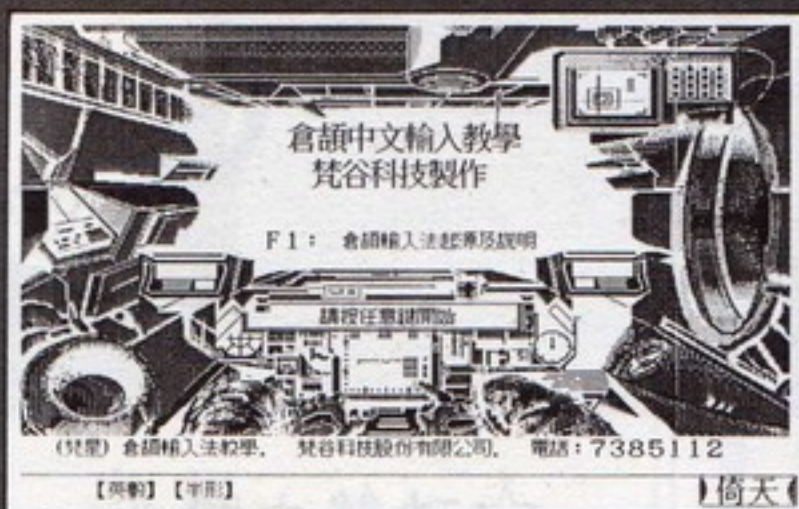 倉頡中文輸入教學
梵谷科技製作
F1： 倉頡輸入法起源及說明
請按任意鍵開始
(梵星) 倉頡輸入法教學， 梵谷科技股份有限公司， 電話：7385112
【英數】【半形】
倚天